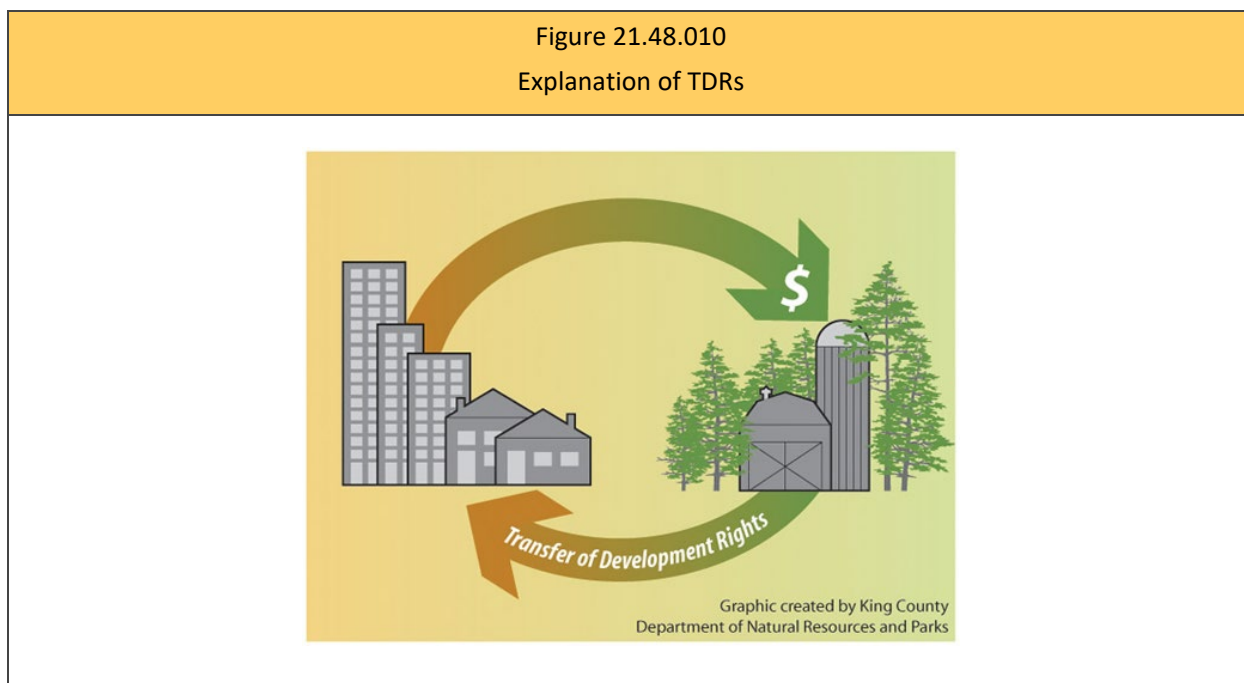 Figure 21.48.010
Explanation of TDRs
$
Transfer of Development Rights
Graphic created by King County
Department of Natural Resources and Parks